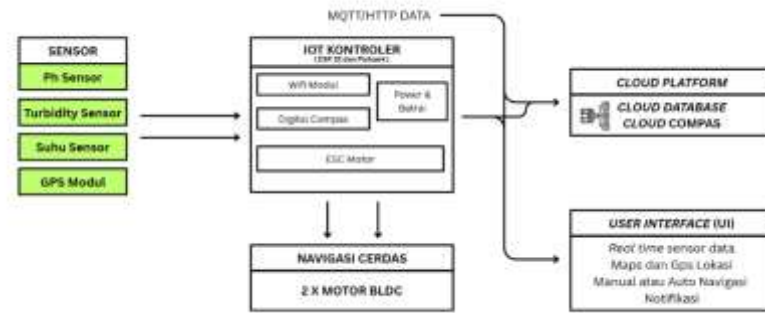 MQTT/HTTP DATA
SENSOR
Ph Sensor
Turbidity Sensor
Suhu Sensor
GPS Modul
IOT KONTROLER
Wifi Modul
Digital Compas
Power &
ESC Motor
NAVIGASI CERDAS
2 X MOTOR BLDC
CLOUD PLATFORM
CLOUD DATABASE
CLOUD COMPAS
USER INTERFACE (UI)
Real time sensor data
Maps dan Gps Lokasi
Manual atau Auto Navigasi
Notifikasi